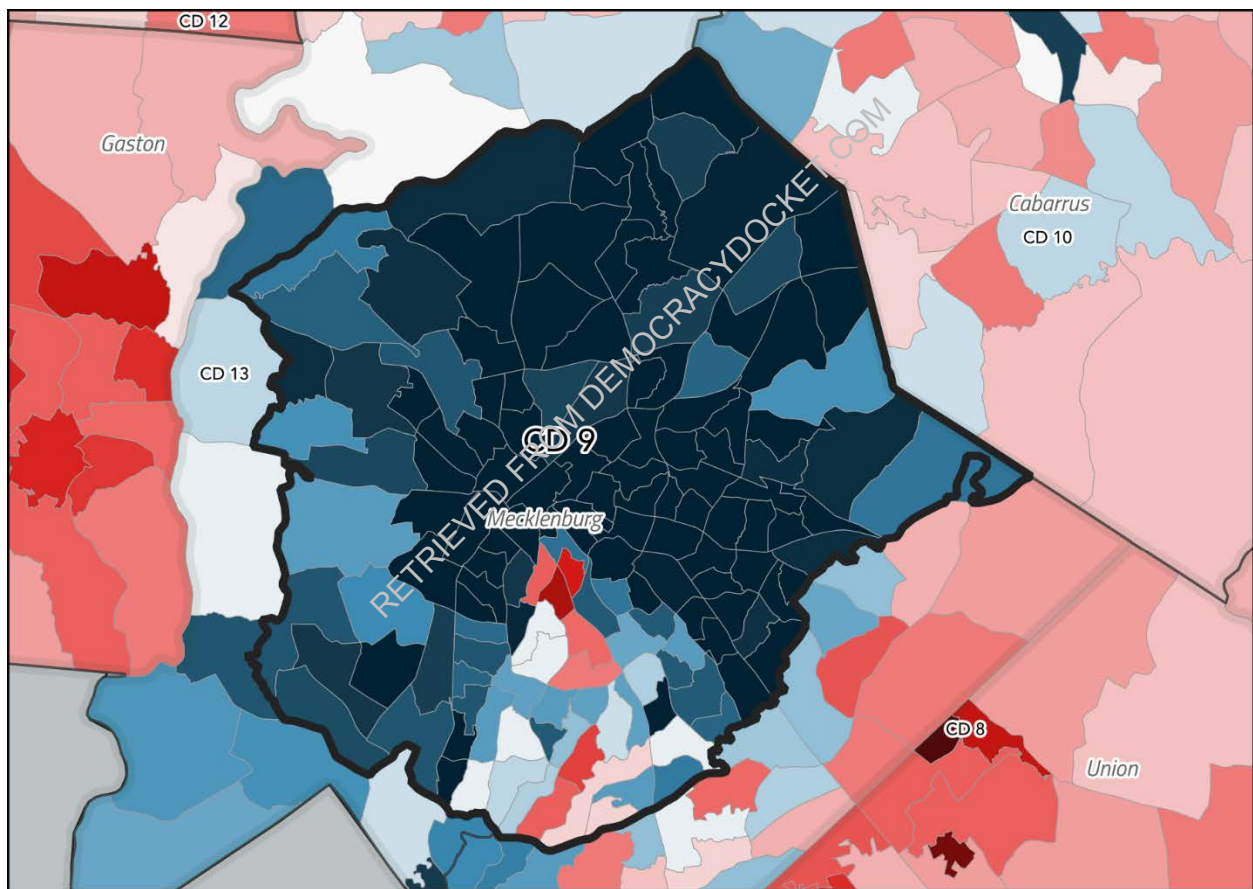 CD 12
Gaston
Cabarrus
CD 10
CD 13
CD 9
Mecklenburg
CD 8
Union
RETRIEVED FROM DEMOCRACYDOCKET.COM